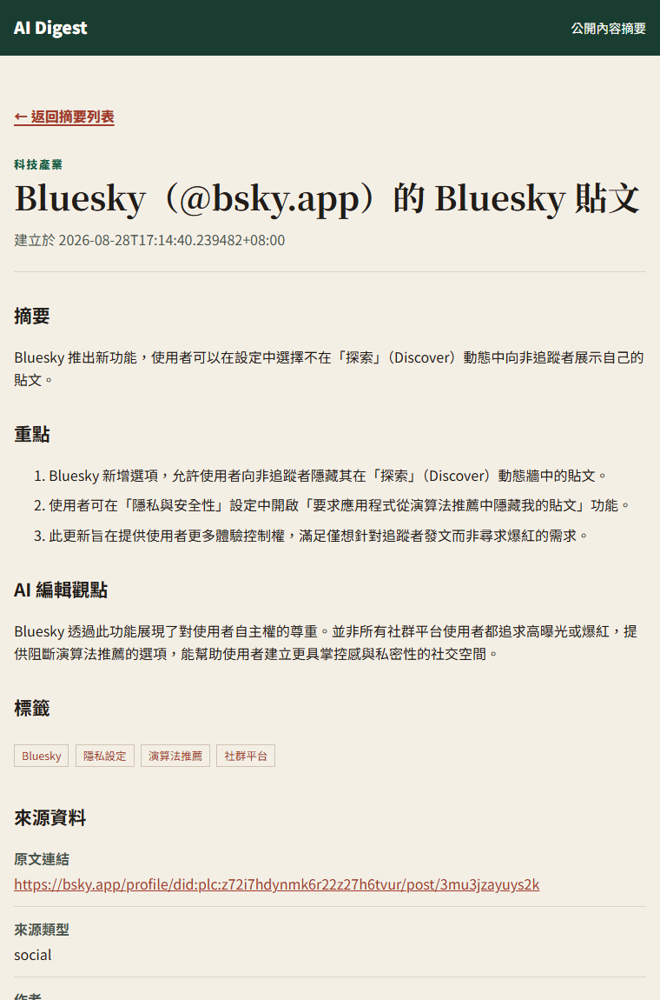 AI Digest
公開內容摘要
← 返回摘要列表
科技產業
Bluesky（@bsky.app）的 Bluesky 貼文
建立於 2026-08-28T17:14:40.239482+08:00
摘要
Bluesky 推出新功能，使用者可以在設定中選擇不在「探索」（Discover）動態中向非追蹤者展示自己的
貼文。
重點
1. Bluesky 新增選項，允許使用者向非追蹤者隱藏其在「探索」（Discover）動態牆中的貼文。
2. 使用者可在「隱私與安全性」設定中開啟「要求應用程式從演算法推薦中隱藏我的貼文」功能。
3. 此更新旨在提供使用者更多體驗控制權，滿足僅想針對追蹤者發文而非尋求爆紅的需求。
AI 編輯觀點
Bluesky 透過此功能展現了對使用者自主權的尊重。並非所有社群平台使用者都追求高曝光或爆紅，提
供阻斷演算法推薦的選項，能幫助使用者建立更具掌控感與私密性的社交空間。
標籤
Bluesky
隱私設定
演算法推薦
社群平台
來源資料
原文連結
https://bsky.app/profile/did:plc:z72i7hdynmk6r22z27h6tvur/post/3mu3jzayuys2k
來源類型
social
作者